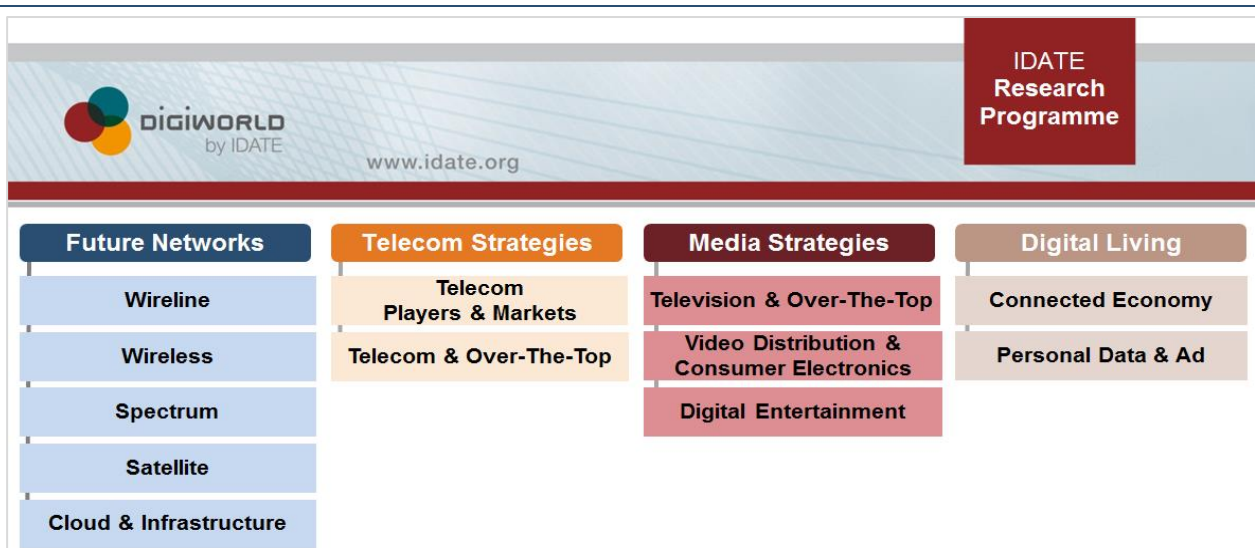 IDATE
Research
Programme
DIGIWORLD
by IDATE
www.idate.org
Future Networks
Wireline
Wireless
Spectrum
Satellite
Cloud & Infrastructure
Telecom Strategies
Telecom
Players & Markets
Telecom & Over-The-Top
Media Strategies
Television & Over-The-Top
Video Distribution &
Consumer Electronics
Digital Entertainment
Digital Living
Connected Economy
Personal Data & Ad